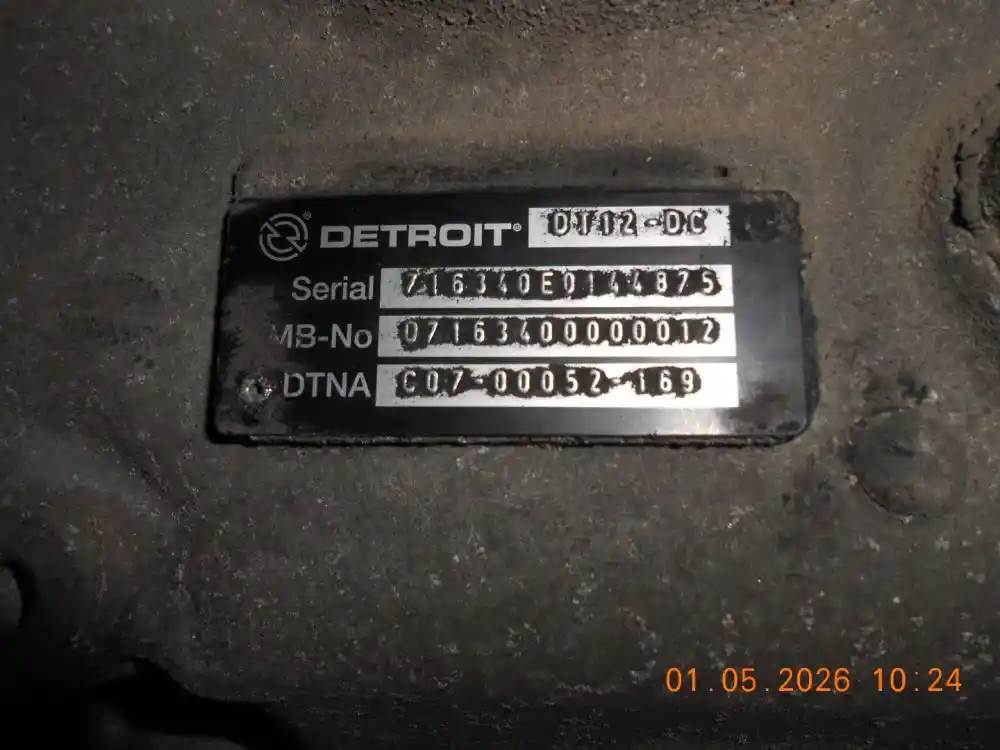 DETROIT® DT12-DC
Serial 716340E0144875
MB-No 07163400000012
DTNA C07-00052-169
01.05.2026 10:24